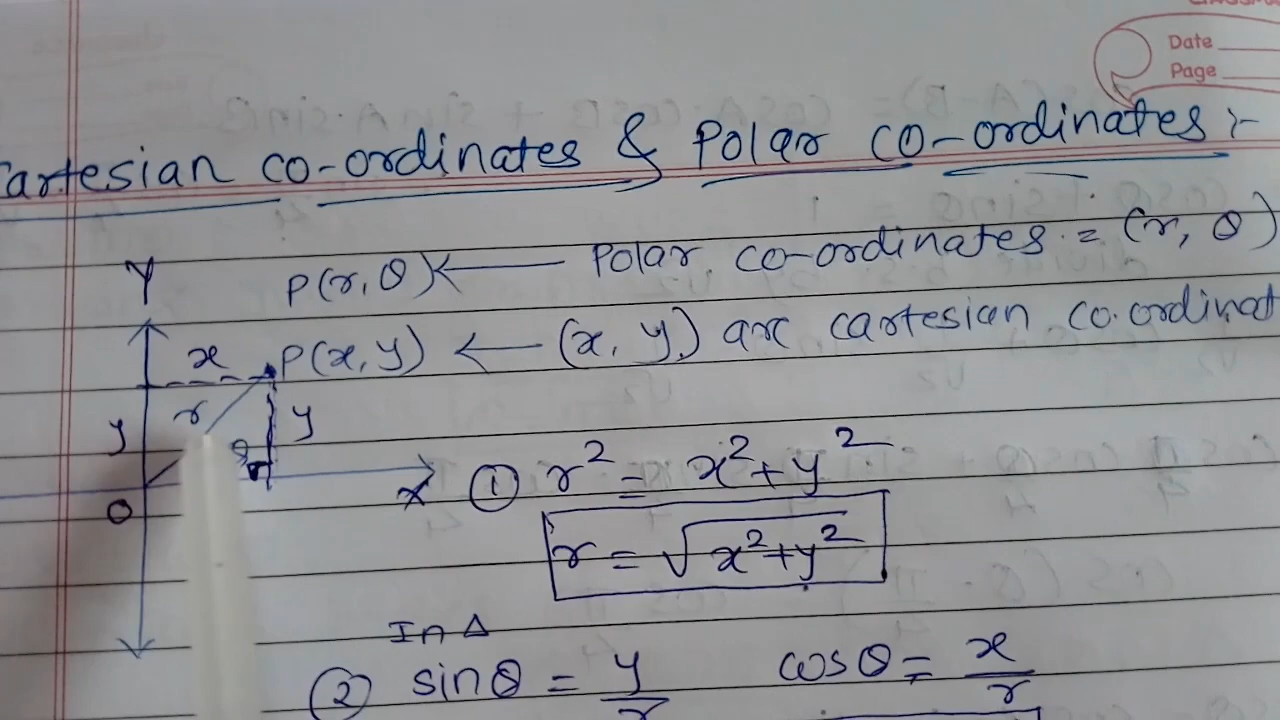 Date
Page
Cartesian co-ordinates & Polar co-ordinates :-
Y P(r, θ) ← Polar co-ordinates = (r, θ)
x P(x, y) ← (x, y) are cartesian co.ordinat
r
y y
O X
① r² = x² + y²
r = √x²+y²
In Δ
② sinθ = y/r cosθ = x/r